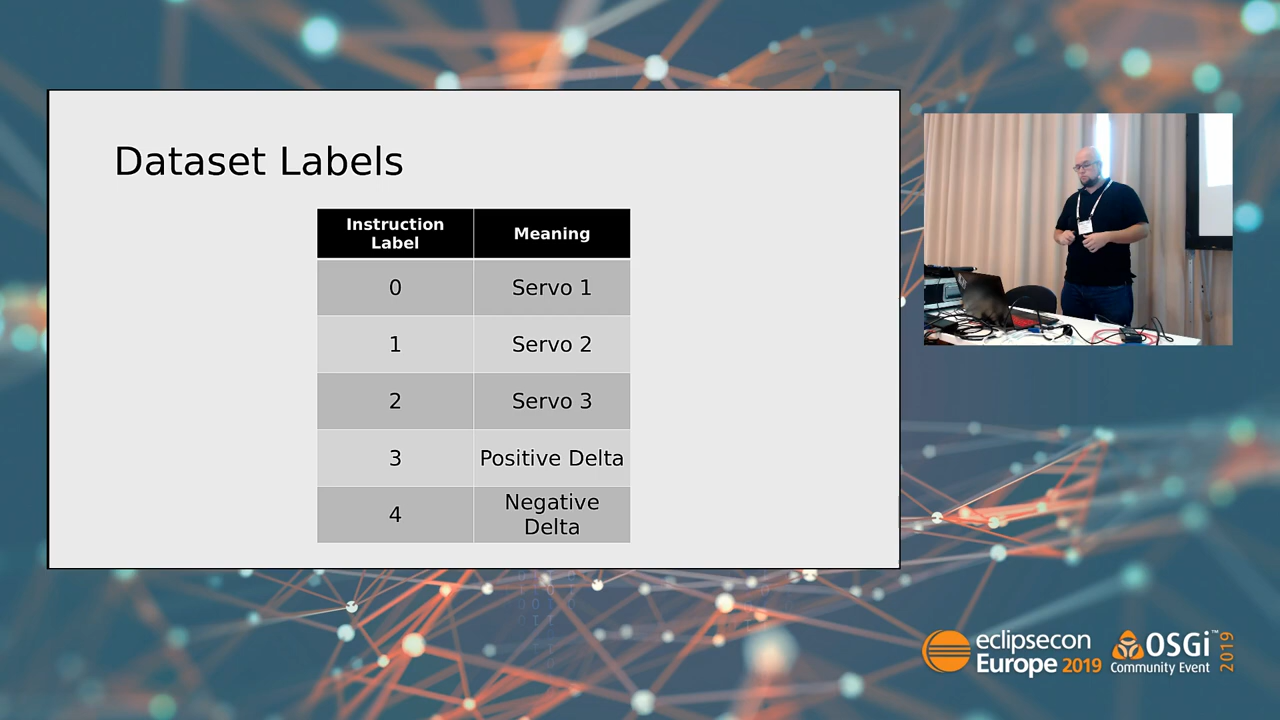 Dataset Labels
Instruction
Label
Meaning
0
Servo 1
1
Servo 2
2
Servo 3
3
Positive Delta
4
Negative
Delta
eclipsecon
Europe 2019
OSGi™
Community Event
2019